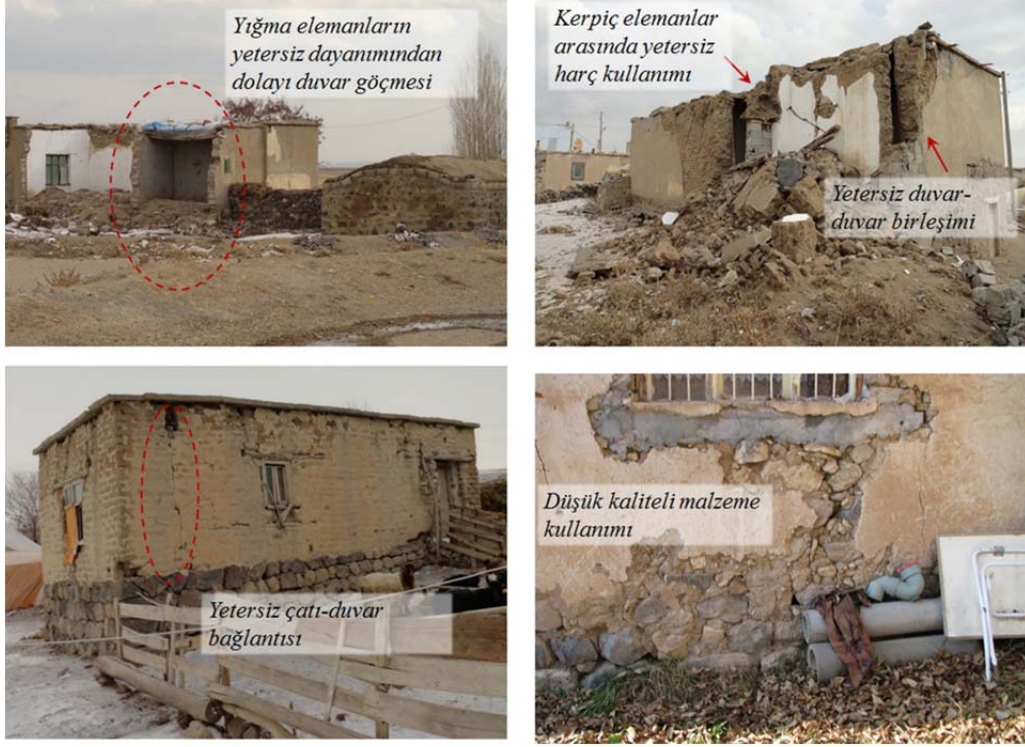 Yığma elemanların
yetersiz dayanımından
dolayı duvar göçmesi
Kerpiç elemanlar
arasında yetersiz
harç kullanımı
Yetersiz duvar-
duvar birleşimi
Yetersiz çatı-duvar
bağlantısı
Düşük kaliteli malzeme
kullanımı